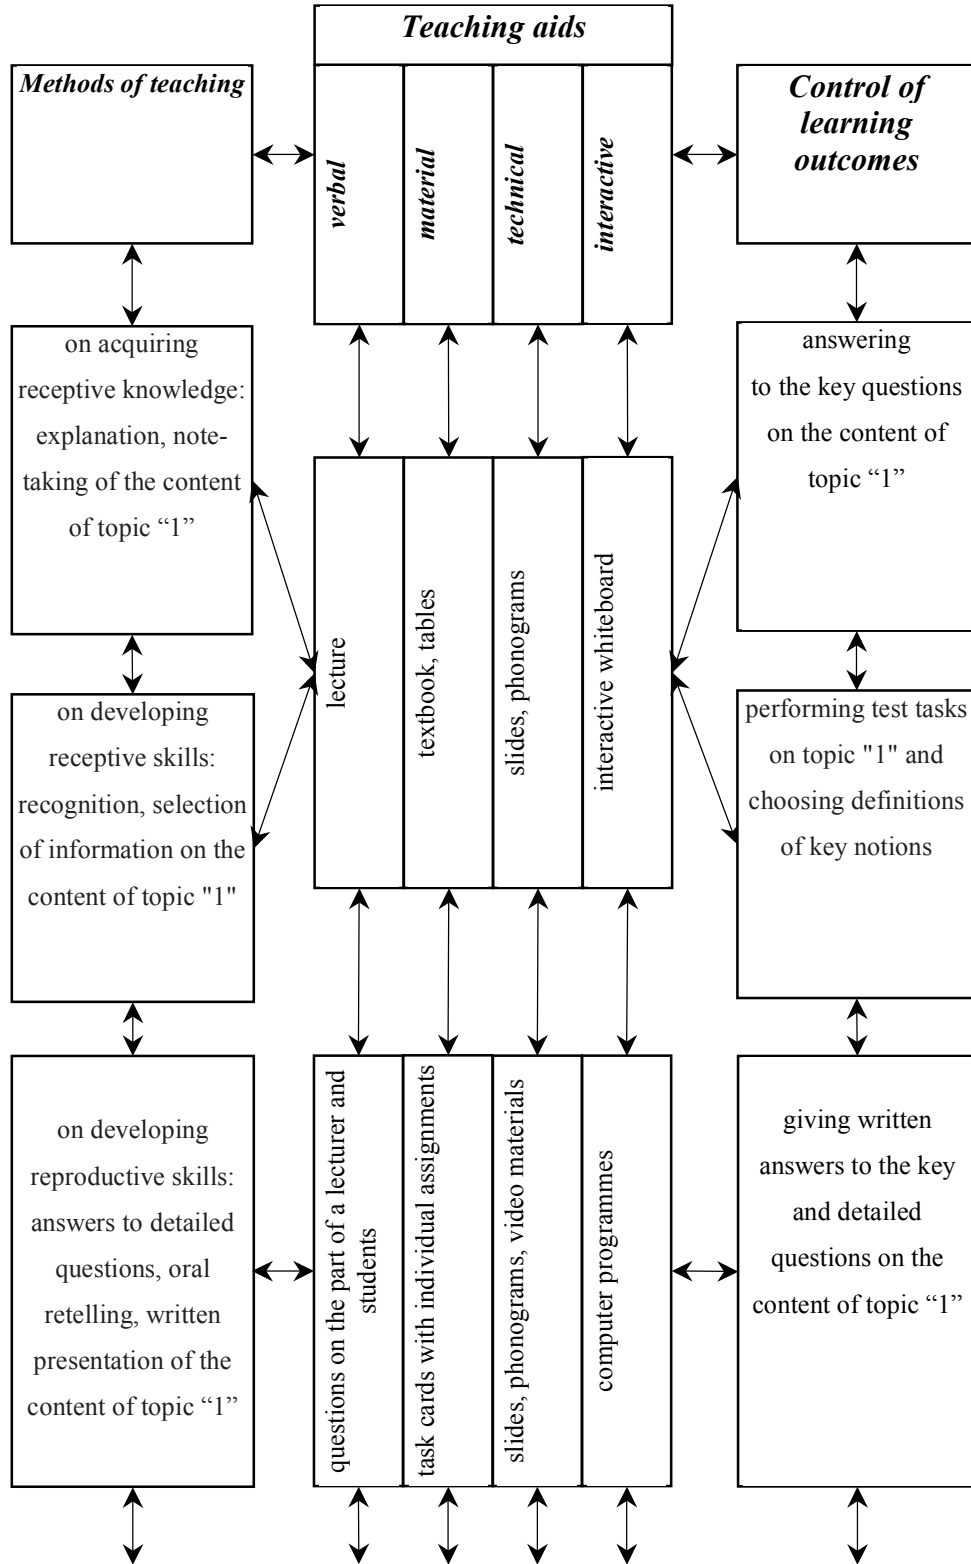 Teaching aids
Methods of teaching
verbal
material
technical
interactive
Control of
learning
outcomes
on acquiring
receptive knowledge:
explanation, note-
taking of the content
of topic “1”
lecture
textbook, tables
slides, phonograms
interactive whiteboard
answering
to the key questions
on the content of
topic “1”
on developing
receptive skills:
recognition, selection
of information on the
content of topic "1"
performing test tasks
on topic "1" and
choosing definitions
of key notions
on developing
reproductive skills:
answers to detailed
questions, oral
retelling, written
presentation of the
content of topic “1”
questions on the part of a lecturer and
students
task cards with individual assignments
slides, phonograms, video materials
computer programmes
giving written
answers to the key
and detailed
questions on the
content of topic “1”